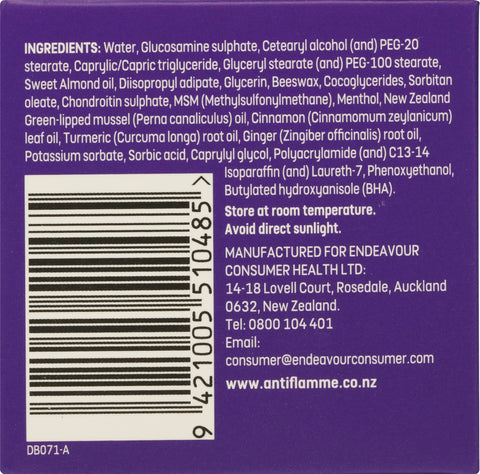 INGREDIENTS: Water, Glucosamine sulphate, Cetearyl alcohol (and) PEG-20
stearate, Caprylic/Capric triglyceride, Glyceryl stearate (and) PEG-100 stearate,
Sweet Almond oil, Diisopropyl adipate, Glycerin, Beeswax, Cocoglycerides, Sorbitan
oleate, Chondroitin sulphate, MSM (Methylsulfonylmethane), Menthol, New Zealand
Green-lipped mussel (Perna canaliculus) oil, Cinnamon (Cinnamomum zeylanicum)
leaf oil, Turmeric (Curcuma longa) root oil, Ginger (Zingiber officinalis) root oil,
Potassium sorbate, Sorbic acid, Caprylyl glycol, Polyacrylamide (and) C13-14
Isoparaffin (and) Laureth-7, Phenoxyethanol,
Butylated hydroxyanisole (BHA).
Store at room temperature.
Avoid direct sunlight.
MANUFACTURED FOR ENDEAVOUR
CONSUMER HEALTH LTD:
14-18 Lovell Court, Rosedale, Auckland
0632, New Zealand.
Tel: 0800 104 401
Email:
consumer@endeavourconsumer.com
www.antiflamme.co.nz
9 421005 510485 >
DB071-A